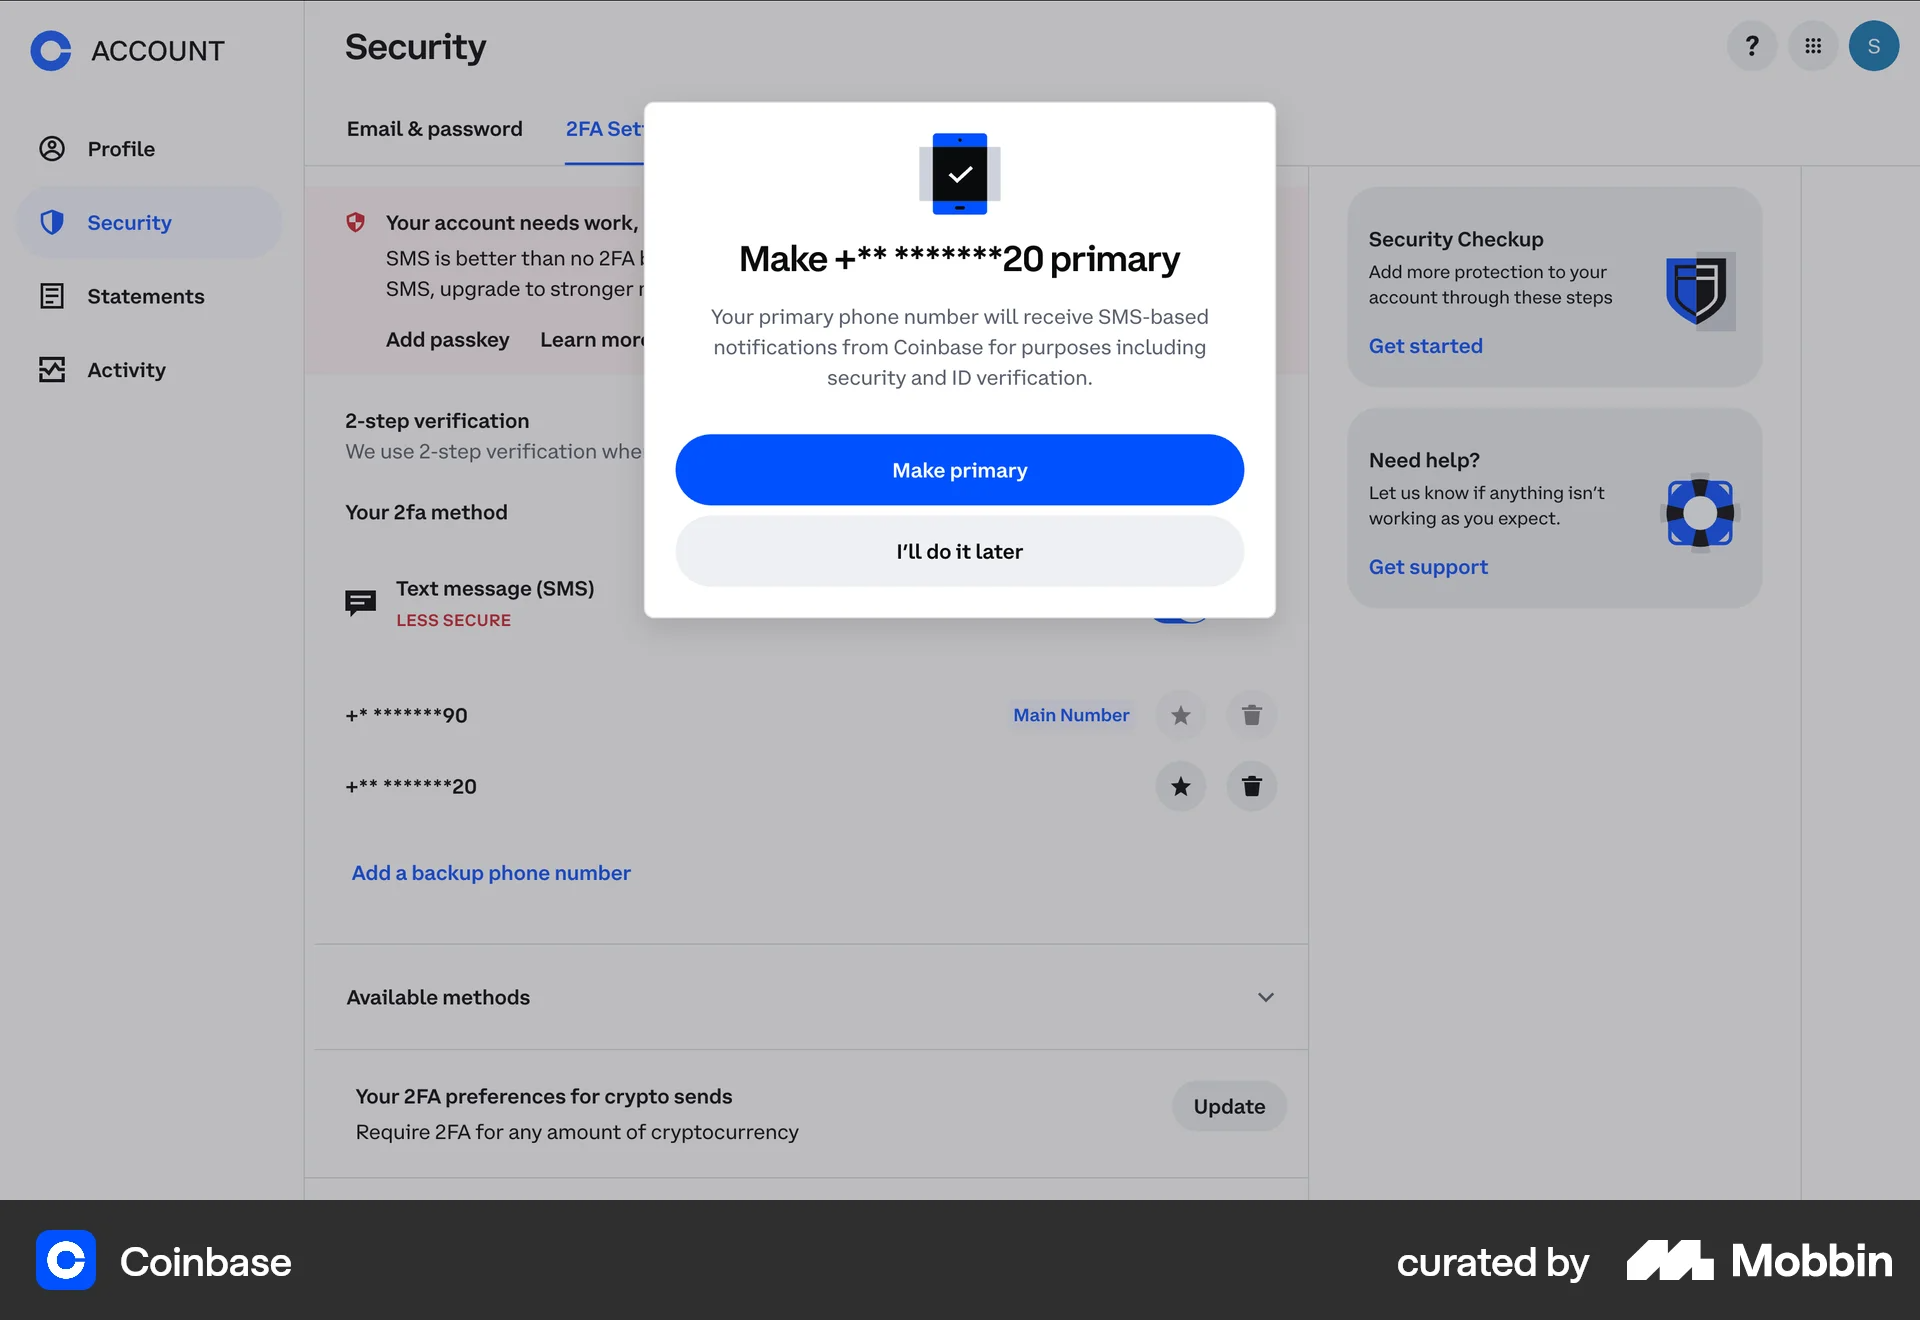 ACCOUNT
Profile
Security
Statements
Activity
Security
?
S
Email & password
2FA Set
Your account needs work,
SMS is better than no 2FA
SMS, upgrade to stronger
Add passkey
Learn more
2-step verification
We use 2-step verification whe
Your 2fa method
Text message (SMS)
LESS SECURE
+* *******90
Main Number
+** *******20
Add a backup phone number
Available methods
Your 2FA preferences for crypto sends
Require 2FA for any amount of cryptocurrency
Update
Make +** *******20 primary
Your primary phone number will receive SMS-based
notifications from Coinbase for purposes including
security and ID verification.
Make primary
I’ll do it later
Security Checkup
Add more protection to your
account through these steps
Get started
Need help?
Let us know if anything isn’t
working as you expect.
Get support
Coinbase
curated by
Mobbin